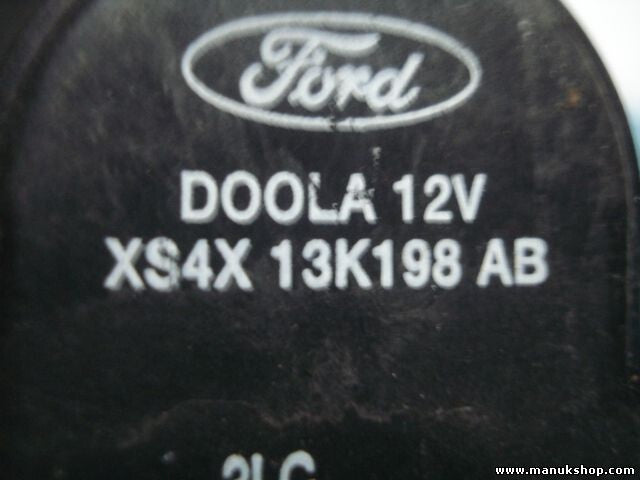 Ford
DOOLA 12V
XS4X 13K198 AB
www.manukshop.com